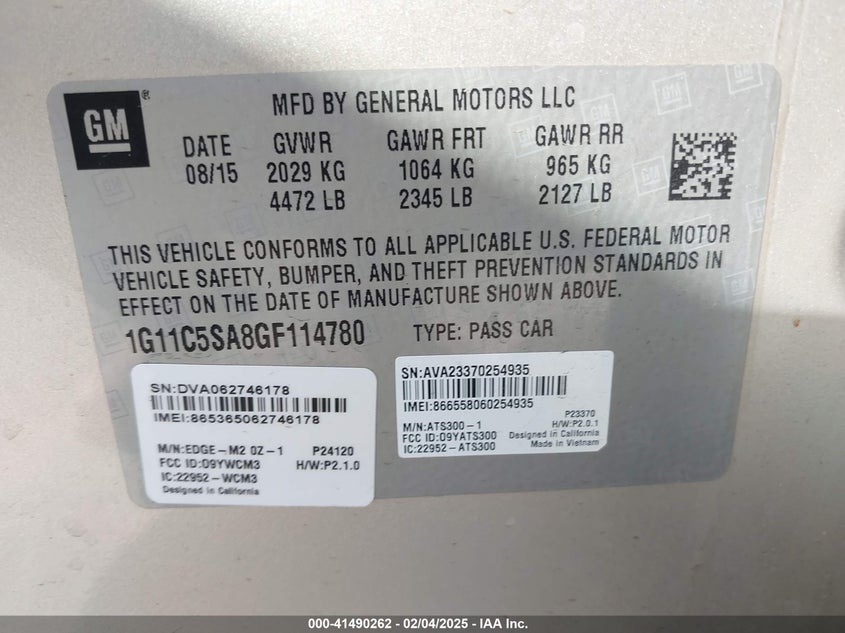 GM ®
MFD BY GENERAL MOTORS LLC
DATE GVWR GAWR FRT GAWR RR
08/15 2029 KG 1064 KG 965 KG
4472 LB 2345 LB 2127 LB
THIS VEHICLE CONFORMS TO ALL APPLICABLE U.S. FEDERAL MOTOR
VEHICLE SAFETY, BUMPER, AND THEFT PREVENTION STANDARDS IN
EFFECT ON THE DATE OF MANUFACTURE SHOWN ABOVE.
1G11C5SA8GF114780 TYPE: PASS CAR
SN:DVA062746178
IMEI:865365062746178
M/N:EDGE-M2 0Z-1 P24120
FCC ID:09YWCM3 H/W:P2.1.0
IC:22952-WCM3
Designed in California
SN:AVA23370254935
IMEI:866558060254935
P23370
M/N:ATS300-1 H/W:P2.0.1
FCC ID:09YATS300 Designed in California
IC:22952-ATS300 Made in Vietnam
000-41490262 - 02/04/2025 - IAA Inc.